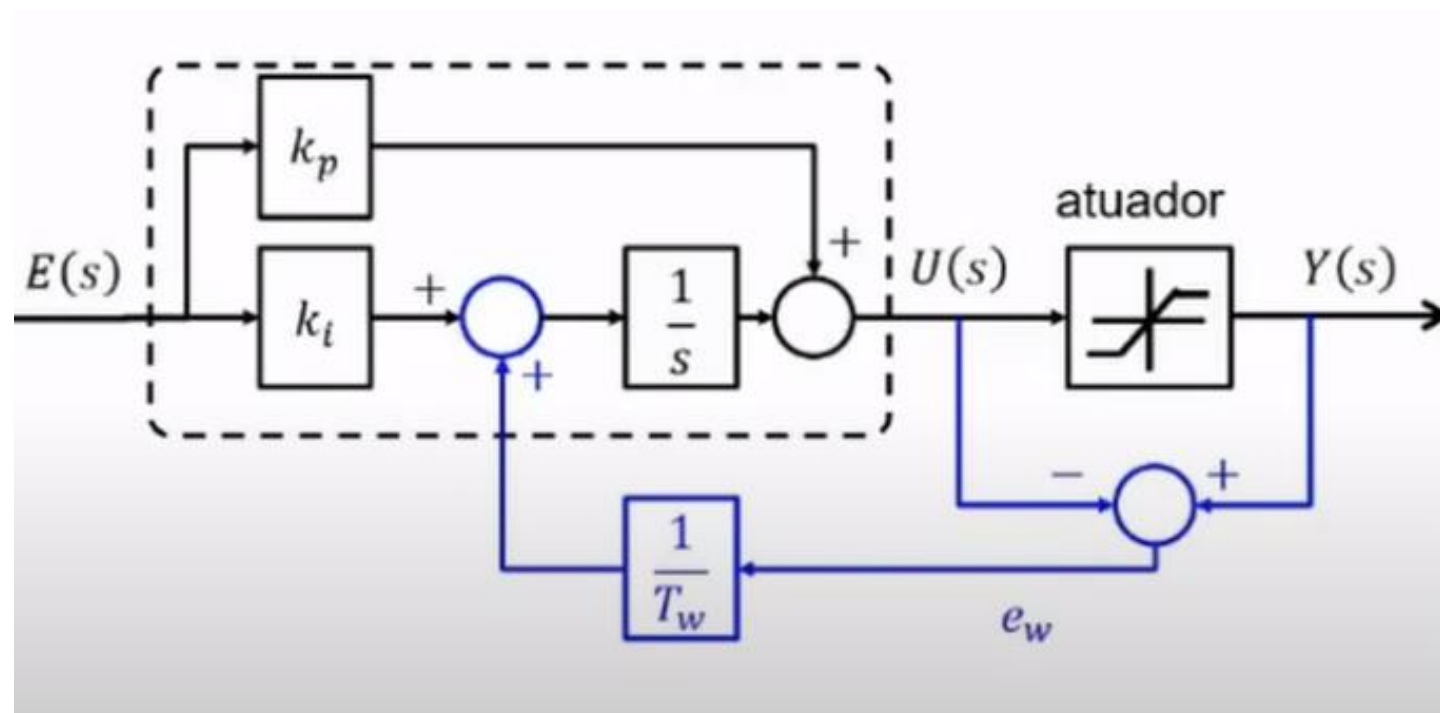 k_p
atuador
E(s)
+
k_i
+
1/s
+
U(s)
Y(s)
−
+
1/T_w
e_w